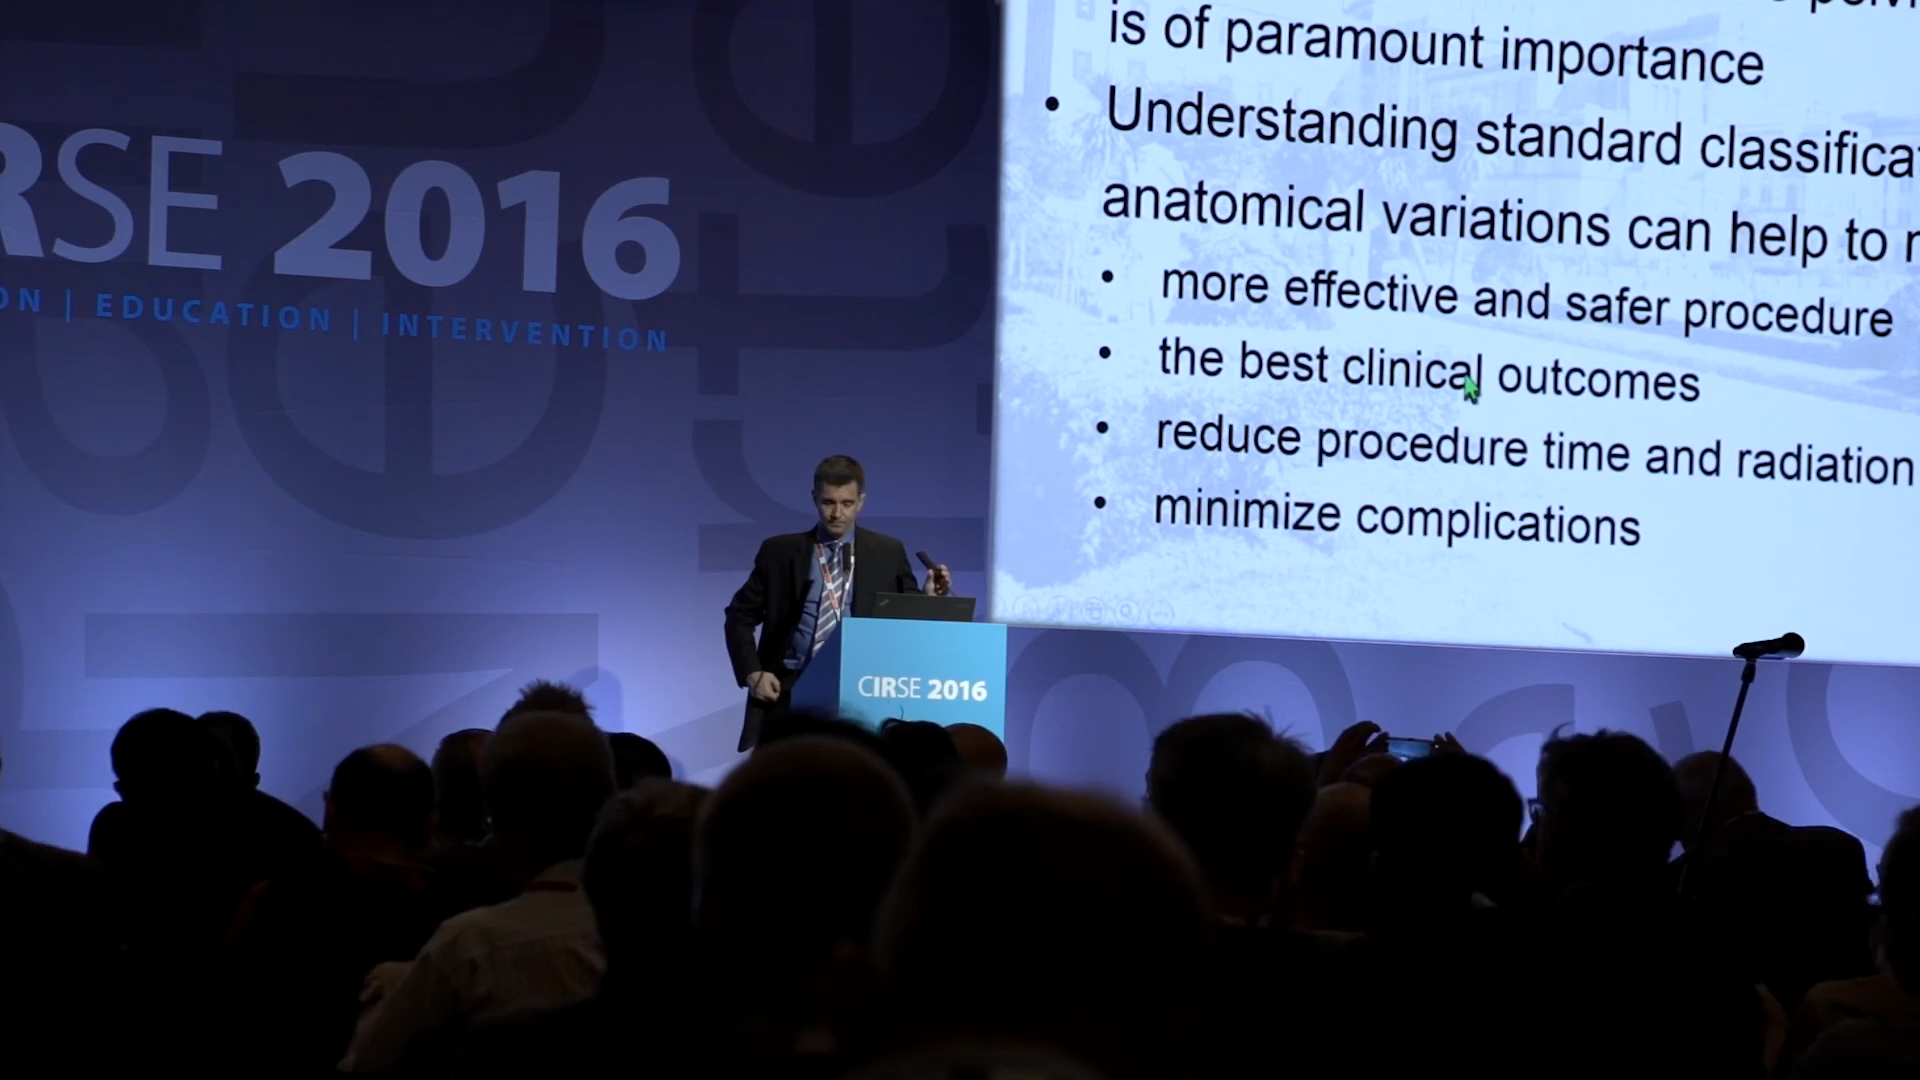 RSE 2016
ON | EDUCATION | INTERVENTION
is of paramount importance
• Understanding standard
anatomical variations can help to
• more effective and safer procedure
• the best clinical outcomes
• reduce procedure time and radiation
• minimize complications
CIRSE 2016